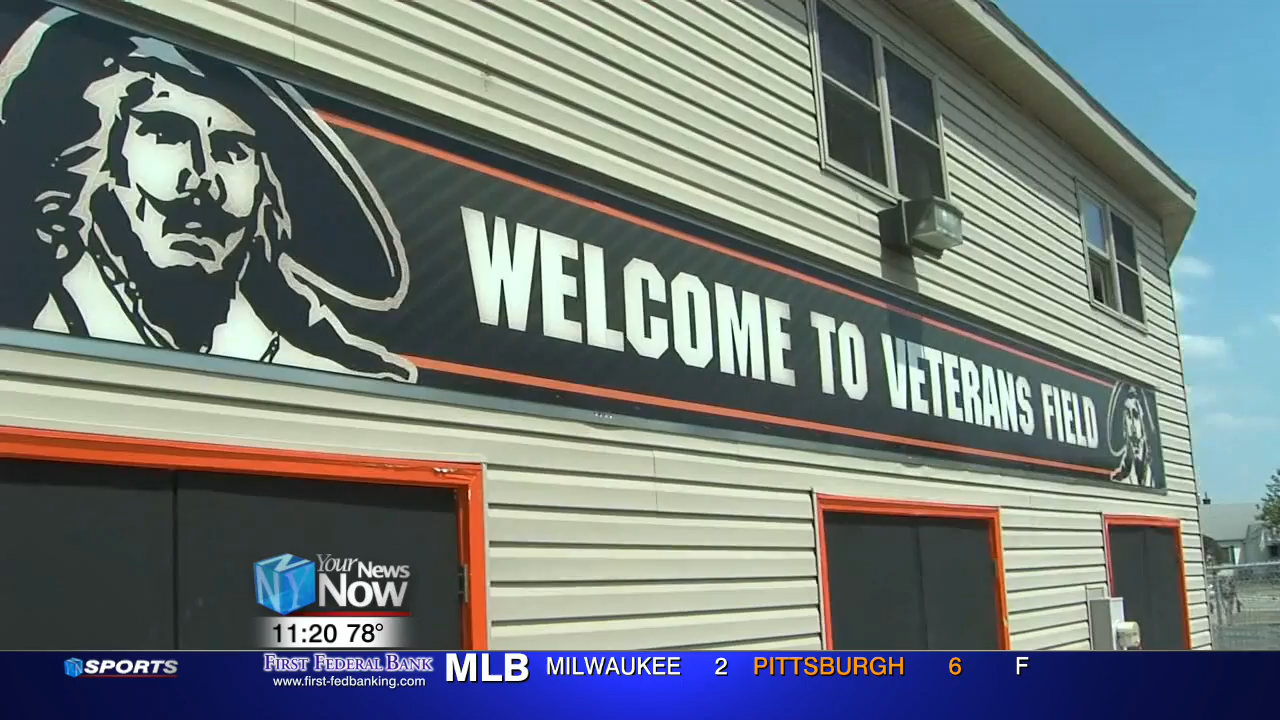 WELCOME TO VETERANS FIELD
NY
YOUR NEWS
NOW
11:20 78°
SPORTS
FIRST FEDERAL BANK
www.first-fedbanking.com
MLB MILWAUKEE 2 PITTSBURGH 6 F